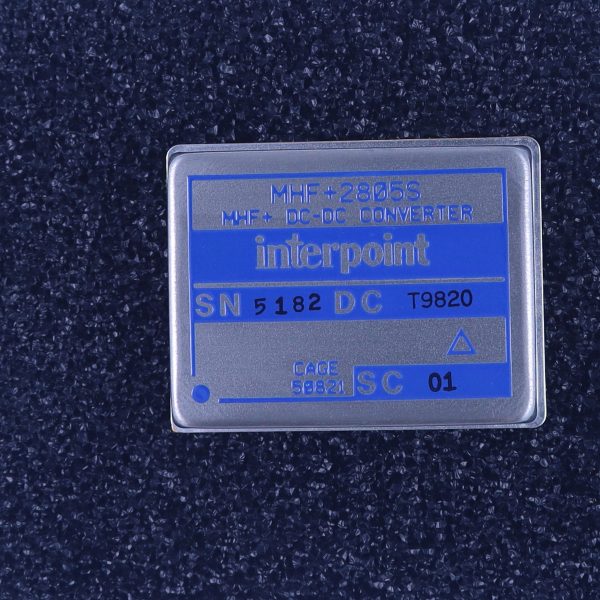 MHF+2805S
MHF+ DC-DC CONVERTER
interpoint
SN 5182 DC T9820
CAGE
50821 SC 01